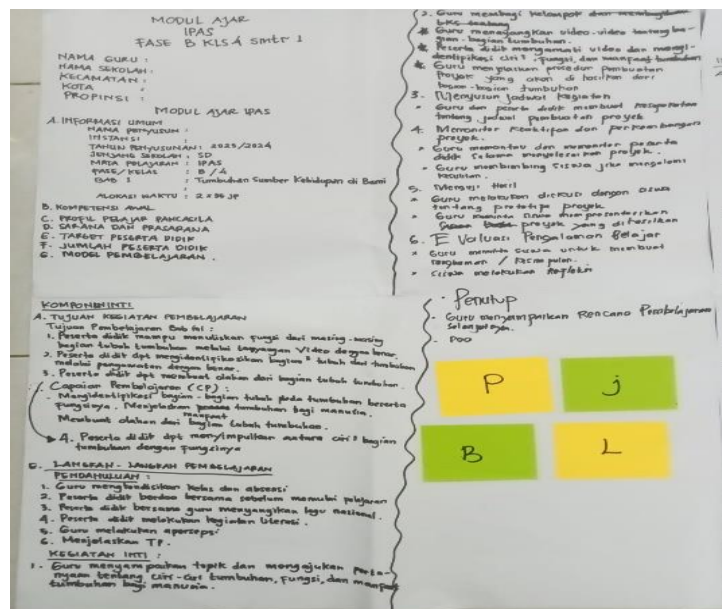 MODUL AJAR
IPAS
FASE B KLS 4 SMTR 1
NAMA GURU :
NAMA SEKOLAH :
KECAMATAN :
KOTA :
PROPINSI :
MODUL AJAR IPAS
A. INFORMASI UMUM
NAMA PENYUSUN :
INSTANSI :
TAHUN PENYUSUNAN : 2023/2024
JENJANG SEKOLAH : SD
MATA PELAJARAN : IPAS
FASE / KELAS : B / 4
BAB I : Tumbuhan Sumber Kehidupan di Bumi
ALOKASI WAKTU : 2 x 35 JP
B. KOMPETENSI AWAL
C. PROFIL PELAJAR PANCASILA
D. SARANA DAN PRASARANA
E. TARGET PESERTA DIDIK
F. JUMLAH PESERTA DIDIK
G. MODEL PEMBELAJARAN.
KOMPONEN INTI
A. TUJUAN KEGIATAN PEMBELAJARAN
Tujuan Pembelajaran Bab ini :
1. Peserta didik mampu menuliskan fungsi dari masing-masing
bagian tubuh tumbuhan melalui tayangan Video dengan benar.
2. Peserta didik dpt mengidentifikasikan bagian² tubuh dari tumbuhan
melalui pengamatan dengan benar.
3. Peserta didik dpt membuat olahan dari bagian tubuh tumbuhan.
Capaian Pembelajaran (CP) :
- Mengidentifikasi bagian-bagian tubuh pada tumbuhan beserta
fungsinya. Menjelaskan manfaat tumbuhan bagi manusia.
Membuat olahan dari bagian tubuh tumbuhan.
4. Peserta didik dpt menyimpulkan antara ciri² bagian
tumbuhan dengan fungsinya
LANGKAH-LANGKAH PEMBELAJARAN
PENDAHULUAN :
1. Guru mengkondisikan kelas dan absensi
2. Peserta didik berdoa bersama sebelum memulai pelajaran
3. Peserta didik bersama guru menyanyikan lagu nasional.
4. Peserta didik melakukan kegiatan literasi.
5. Guru melakukan apersepsi
6. Menjelaskan TP.
KEGIATAN INTI :
1. Guru menyampaikan topik dan mengajukan perta-
nyaan tentang ciri-ciri tumbuhan, fungsi, dan manfaat
tumbuhan bagi manusia.
2. Guru membagi kelompok dan membagikan
LKS tentang
* Guru menayangkan video-video tentang ba-
gian-bagian tumbuhan.
* Peserta didik mengamati video dan mengi-
dentifikasi ciri², fungsi, dan manfaat tumbuhan
* Guru menjelaskan prosedur pembuatan
proyek yang akan di hasilkan dari
bagian-bagian tumbuhan
3. Menyusun Jadwal Kegiatan
- Guru dan peserta didik membuat kesepakatan
tentang jadwal pembuatan proyek
4. Memonitor keaktifan dan perkembangan
proyek.
- Guru memantau dan memonitor peserta
didik selama menyelesaikan proyek.
- Guru membimbing siswa jika mengalami
kesulitan.
5. Menguji Hasil
- Guru melakukan diskusi dengan siswa
tentang prototipe proyek
- Guru meminta siswa mempresentasikan
proyek yang dihasilkan
6. Evaluasi Pengalaman Belajar
- Guru meminta siswa untuk membuat
rangkuman / kesimpulan.
- Siswa melakukan Refleksi
Penutup
- Guru menyampaikan Rencana Pembelajaran
Selanjutnya.
- Doa
P
j
B
L